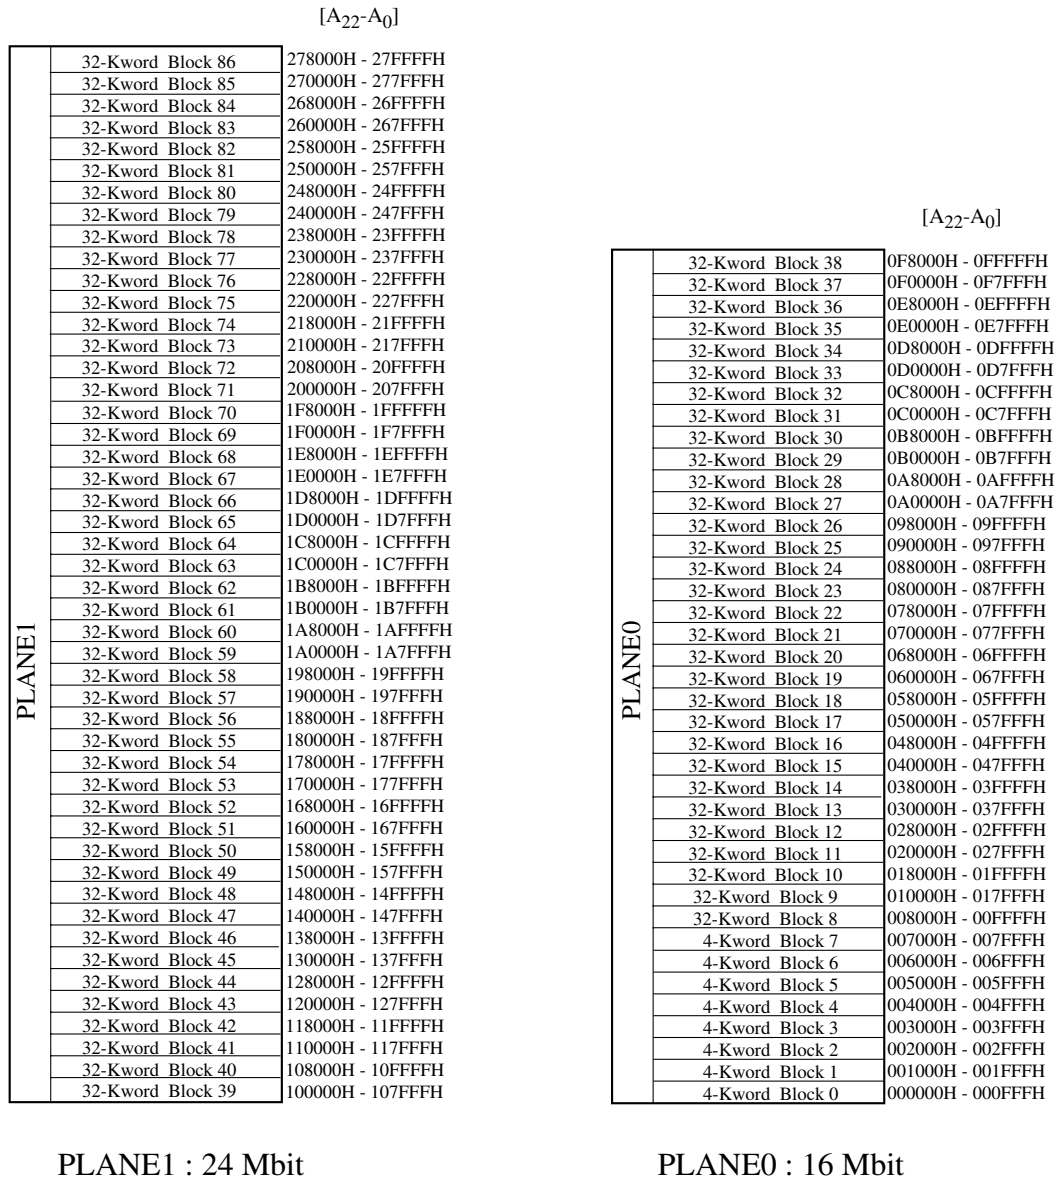 [A22-A0]
PLANE1
32-Kword Block 86 278000H - 27FFFFH
32-Kword Block 85 270000H - 277FFFH
32-Kword Block 84 268000H - 26FFFFH
32-Kword Block 83 260000H - 267FFFH
32-Kword Block 82 258000H - 25FFFFH
32-Kword Block 81 250000H - 257FFFH
32-Kword Block 80 248000H - 24FFFFH
32-Kword Block 79 240000H - 247FFFH
32-Kword Block 78 238000H - 23FFFFH
32-Kword Block 77 230000H - 237FFFH
32-Kword Block 76 228000H - 22FFFFH
32-Kword Block 75 220000H - 227FFFH
32-Kword Block 74 218000H - 21FFFFH
32-Kword Block 73 210000H - 217FFFH
32-Kword Block 72 208000H - 20FFFFH
32-Kword Block 71 200000H - 207FFFH
32-Kword Block 70 1F8000H - 1FFFFFH
32-Kword Block 69 1F0000H - 1F7FFFH
32-Kword Block 68 1E8000H - 1EFFFFH
32-Kword Block 67 1E0000H - 1E7FFFH
32-Kword Block 66 1D8000H - 1DFFFFH
32-Kword Block 65 1D0000H - 1D7FFFH
32-Kword Block 64 1C8000H - 1CFFFFH
32-Kword Block 63 1C0000H - 1C7FFFH
32-Kword Block 62 1B8000H - 1BFFFFH
32-Kword Block 61 1B0000H - 1B7FFFH
32-Kword Block 60 1A8000H - 1AFFFFH
32-Kword Block 59 1A0000H - 1A7FFFH
32-Kword Block 58 198000H - 19FFFFH
32-Kword Block 57 190000H - 197FFFH
32-Kword Block 56 188000H - 18FFFFH
32-Kword Block 55 180000H - 187FFFH
32-Kword Block 54 178000H - 17FFFFH
32-Kword Block 53 170000H - 177FFFH
32-Kword Block 52 168000H - 16FFFFH
32-Kword Block 51 160000H - 167FFFH
32-Kword Block 50 158000H - 15FFFFH
32-Kword Block 49 150000H - 157FFFH
32-Kword Block 48 148000H - 14FFFFH
32-Kword Block 47 140000H - 147FFFH
32-Kword Block 46 138000H - 13FFFFH
32-Kword Block 45 130000H - 137FFFH
32-Kword Block 44 128000H - 12FFFFH
32-Kword Block 43 120000H - 127FFFH
32-Kword Block 42 118000H - 11FFFFH
32-Kword Block 41 110000H - 117FFFH
32-Kword Block 40 108000H - 10FFFFH
32-Kword Block 39 100000H - 107FFFH
PLANE1 : 24 Mbit
[A22-A0]
PLANE0
32-Kword Block 38 0F8000H - 0FFFFFH
32-Kword Block 37 0F0000H - 0F7FFFH
32-Kword Block 36 0E8000H - 0EFFFFH
32-Kword Block 35 0E0000H - 0E7FFFH
32-Kword Block 34 0D8000H - 0DFFFFH
32-Kword Block 33 0D0000H - 0D7FFFH
32-Kword Block 32 0C8000H - 0CFFFFH
32-Kword Block 31 0C0000H - 0C7FFFH
32-Kword Block 30 0B8000H - 0BFFFFH
32-Kword Block 29 0B0000H - 0B7FFFH
32-Kword Block 28 0A8000H - 0AFFFFH
32-Kword Block 27 0A0000H - 0A7FFFH
32-Kword Block 26 098000H - 09FFFFH
32-Kword Block 25 090000H - 097FFFH
32-Kword Block 24 088000H - 08FFFFH
32-Kword Block 23 080000H - 087FFFH
32-Kword Block 22 078000H - 07FFFFH
32-Kword Block 21 070000H - 077FFFH
32-Kword Block 20 068000H - 06FFFFH
32-Kword Block 19 060000H - 067FFFH
32-Kword Block 18 058000H - 05FFFFH
32-Kword Block 17 050000H - 057FFFH
32-Kword Block 16 048000H - 04FFFFH
32-Kword Block 15 040000H - 047FFFH
32-Kword Block 14 038000H - 03FFFFH
32-Kword Block 13 030000H - 037FFFH
32-Kword Block 12 028000H - 02FFFFH
32-Kword Block 11 020000H - 027FFFH
32-Kword Block 10 018000H - 01FFFFH
32-Kword Block 9 010000H - 017FFFH
32-Kword Block 8 008000H - 00FFFFH
4-Kword Block 7 007000H - 007FFFH
4-Kword Block 6 006000H - 006FFFH
4-Kword Block 5 005000H - 005FFFH
4-Kword Block 4 004000H - 004FFFH
4-Kword Block 3 003000H - 003FFFH
4-Kword Block 2 002000H - 002FFFH
4-Kword Block 1 001000H - 001FFFH
4-Kword Block 0 000000H - 000FFFH
PLANE0 : 16 Mbit